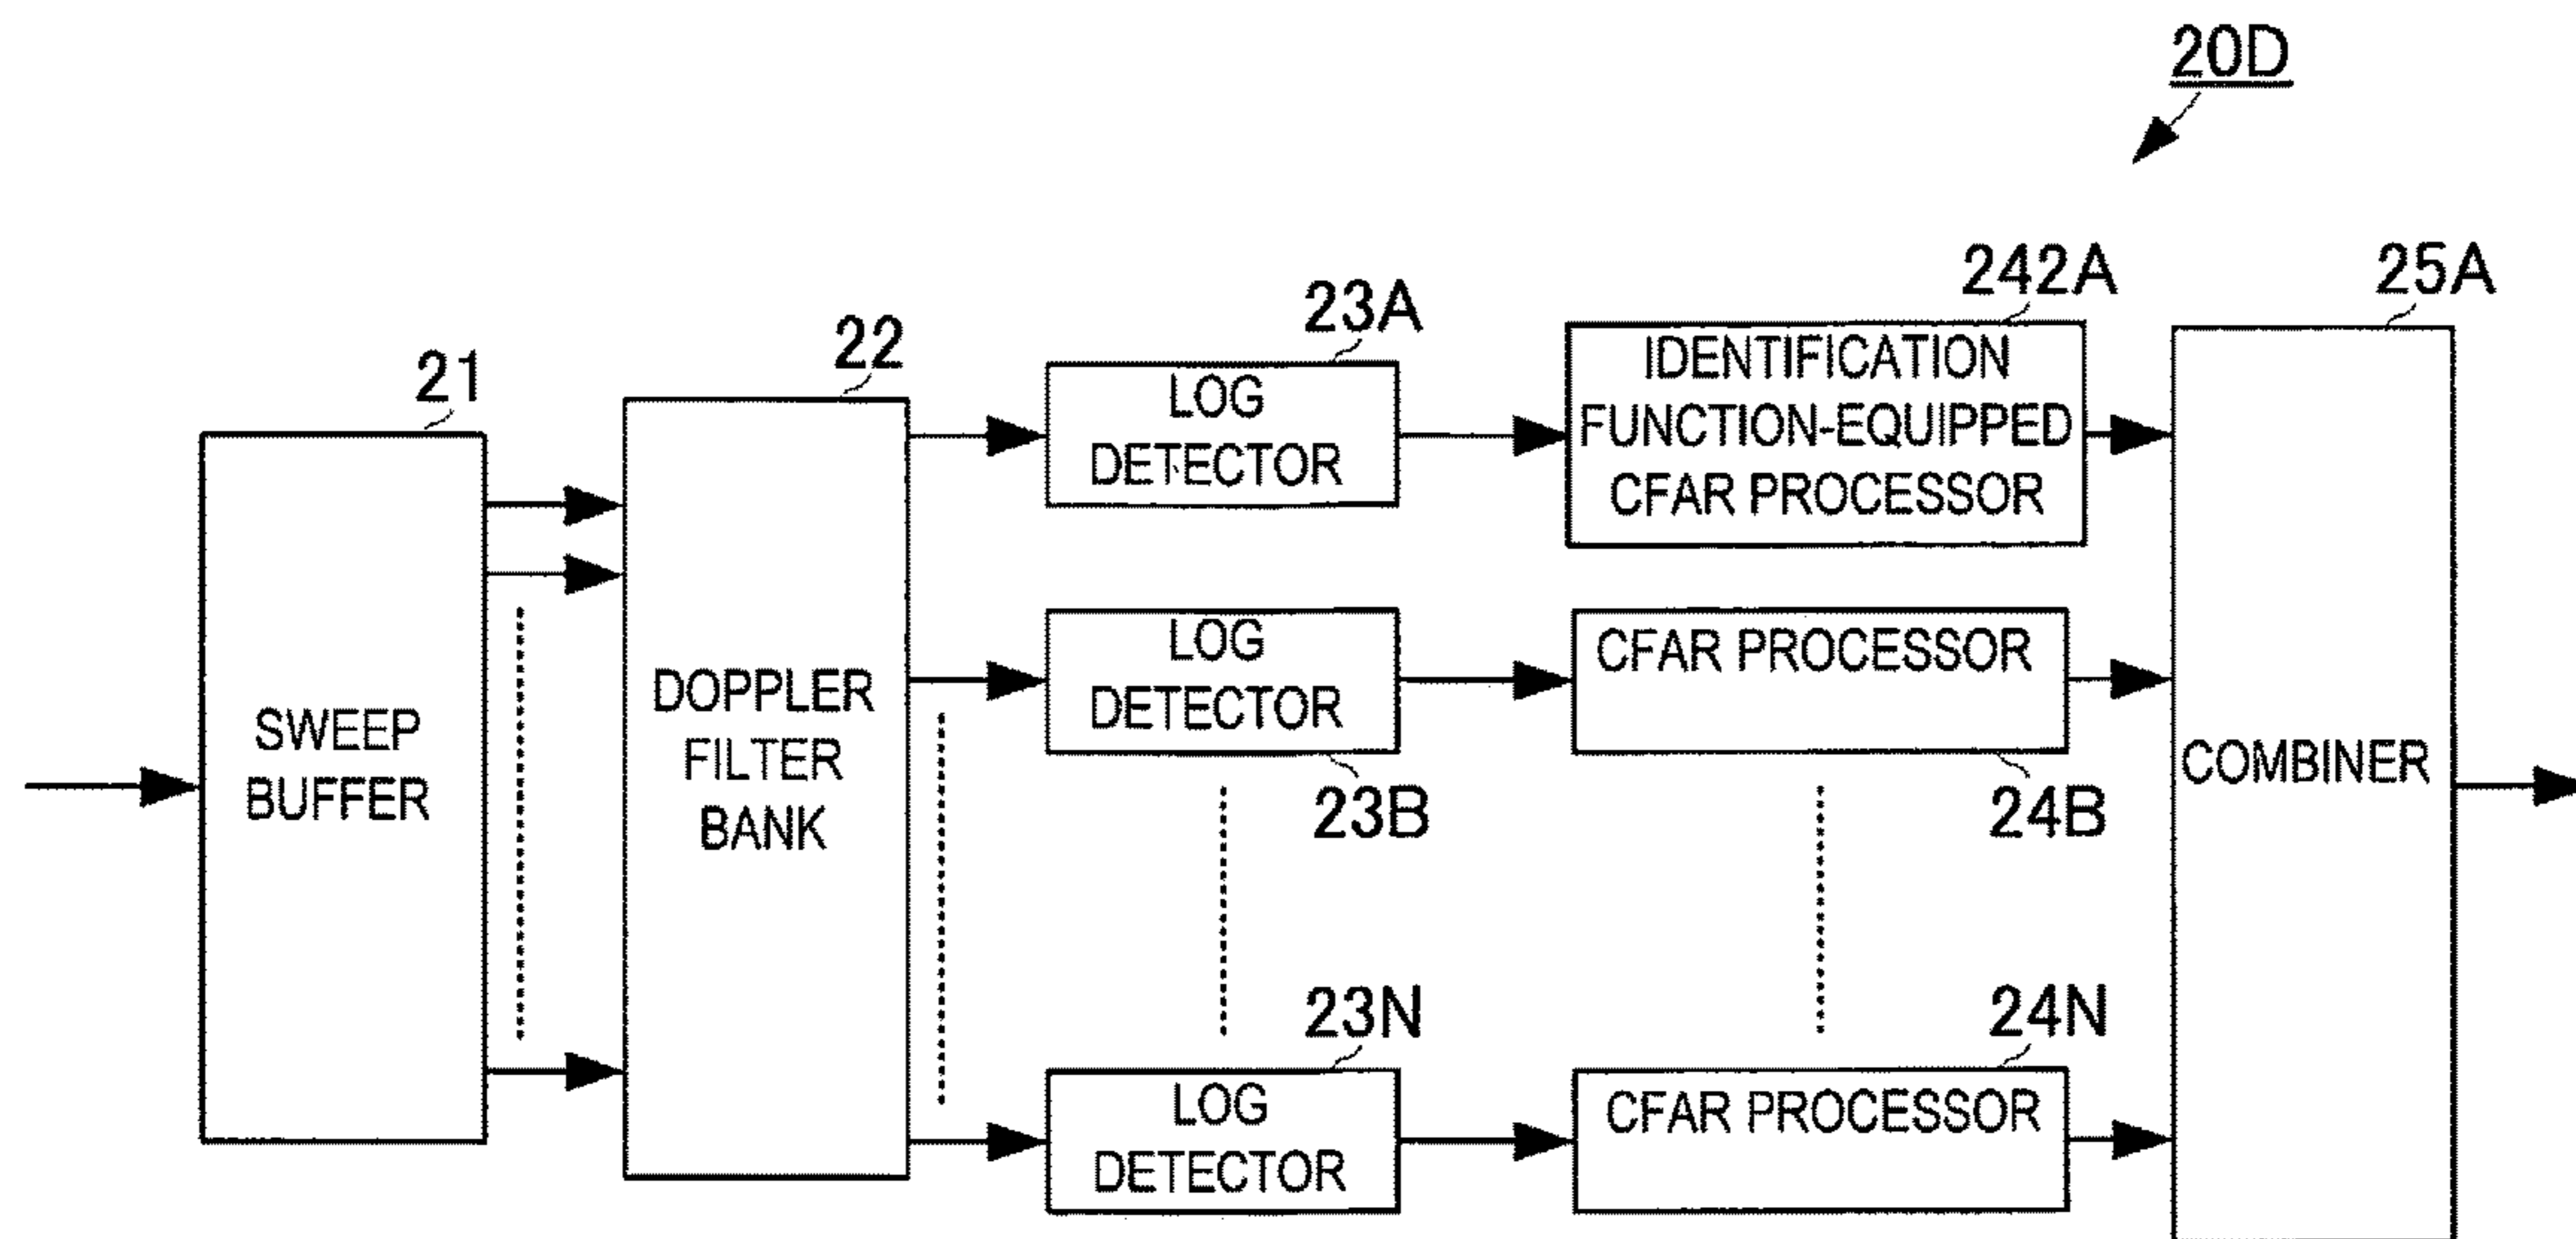 20D
21
SWEEP
BUFFER
22
DOPPLER
FILTER
BANK
23A
LOG
DETECTOR
242A
IDENTIFICATION
FUNCTION-EQUIPPED
CFAR PROCESSOR
25A
COMBINER
LOG
DETECTOR
23B
CFAR PROCESSOR
24B
23N
LOG
DETECTOR
24N
CFAR PROCESSOR